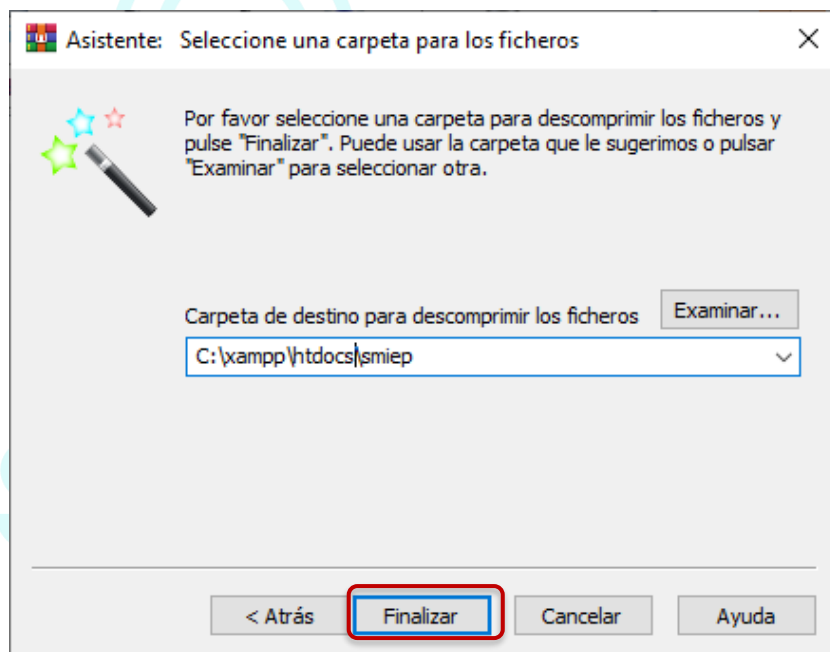 Asistente: Seleccione una carpeta para los ficheros
Por favor seleccione una carpeta para descomprimir los ficheros y
pulse "Finalizar". Puede usar la carpeta que le sugerimos o pulsar
"Examinar" para seleccionar otra.
Carpeta de destino para descomprimir los ficheros
Examinar...
C:\xampp\htdocs\smiep
< Atrás
Finalizar
Cancelar
Ayuda